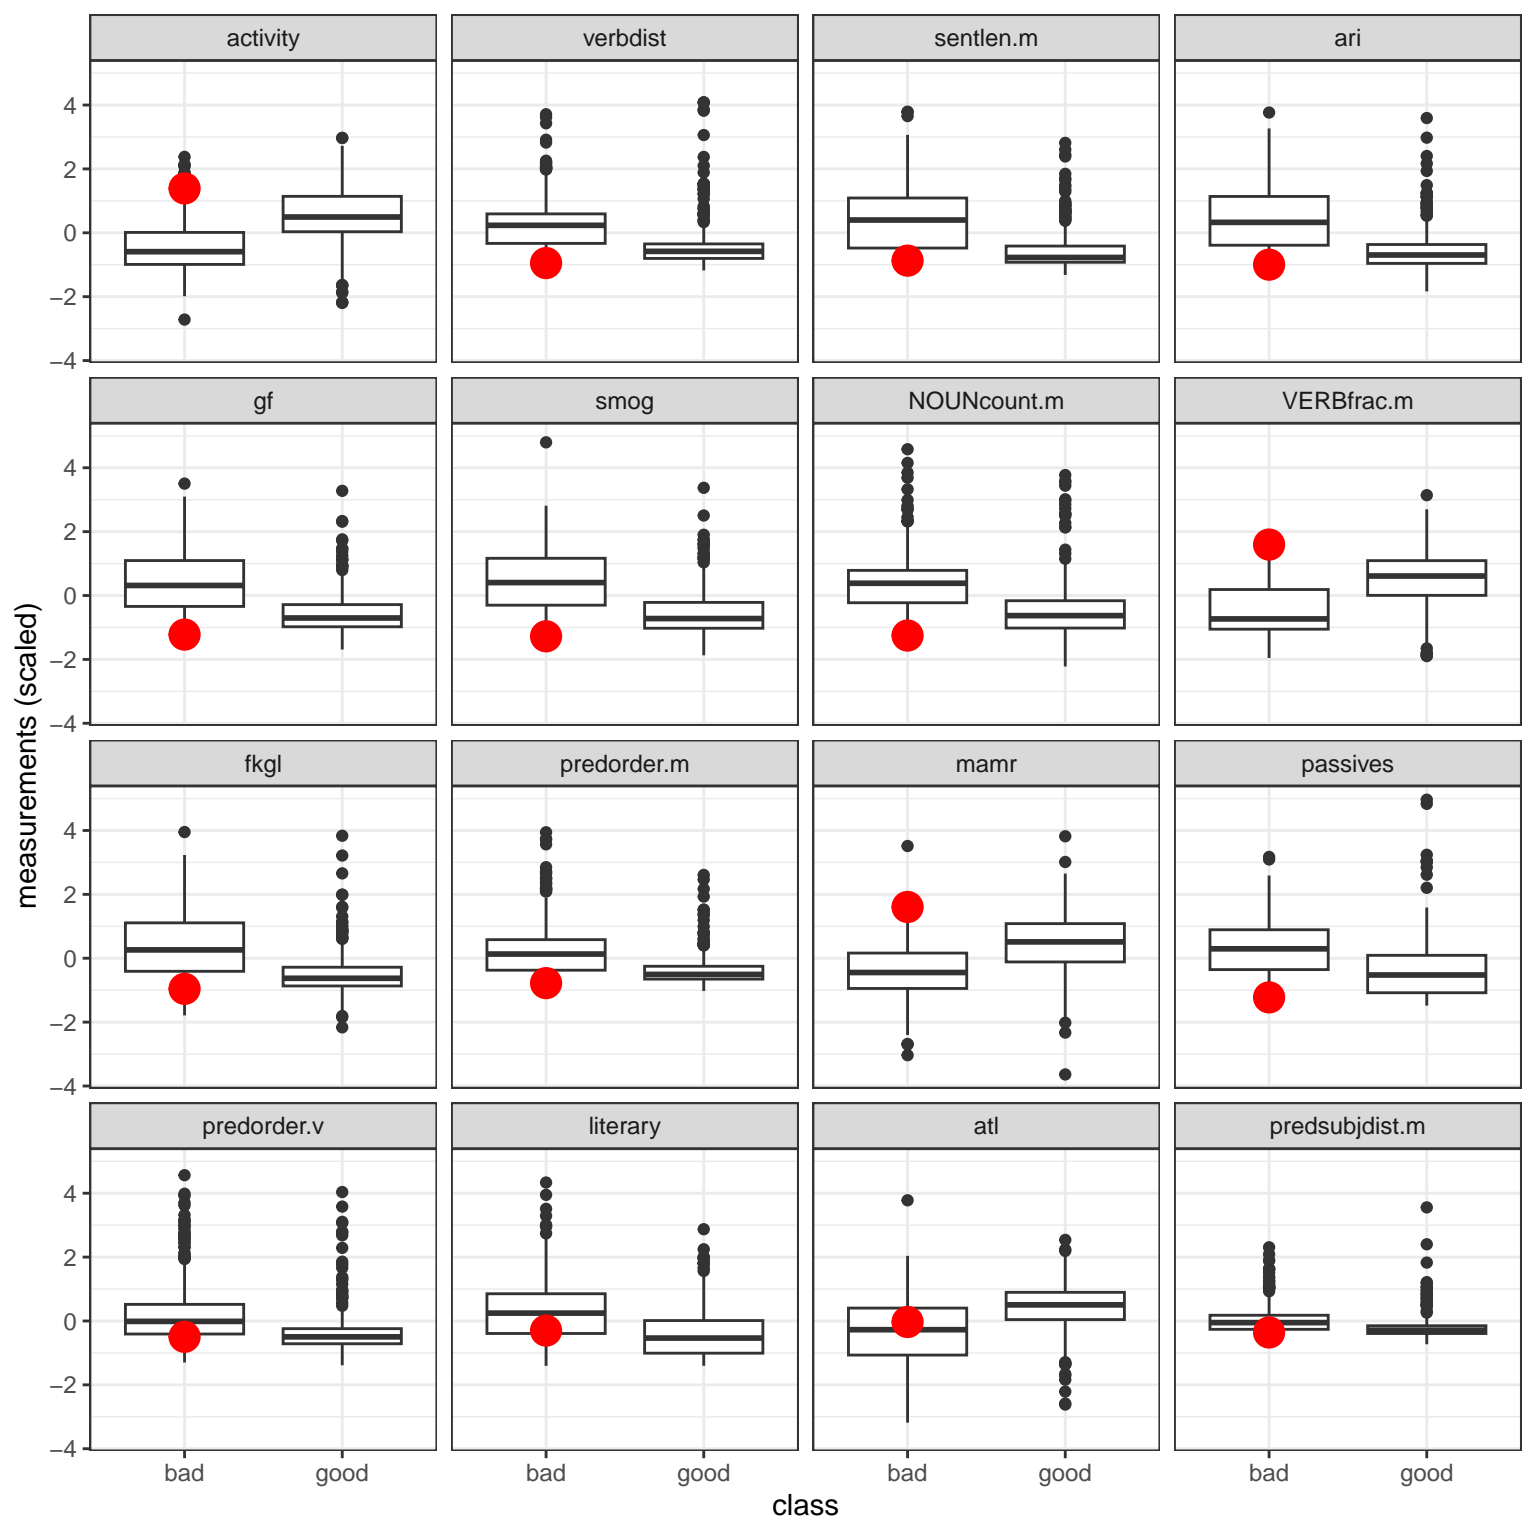 activity verbdist sentlen.m ari
4
2
0
−2
−4
gf smog NOUNcount.m VERBfrac.m
4
2
0
−2
−4
fkgl predorder.m mamr passives
4
2
0
−2
−4
predorder.v literary atl predsubjdist.m
4
2
0
−2
−4
bad good bad good bad good bad good
class
measurements (scaled)